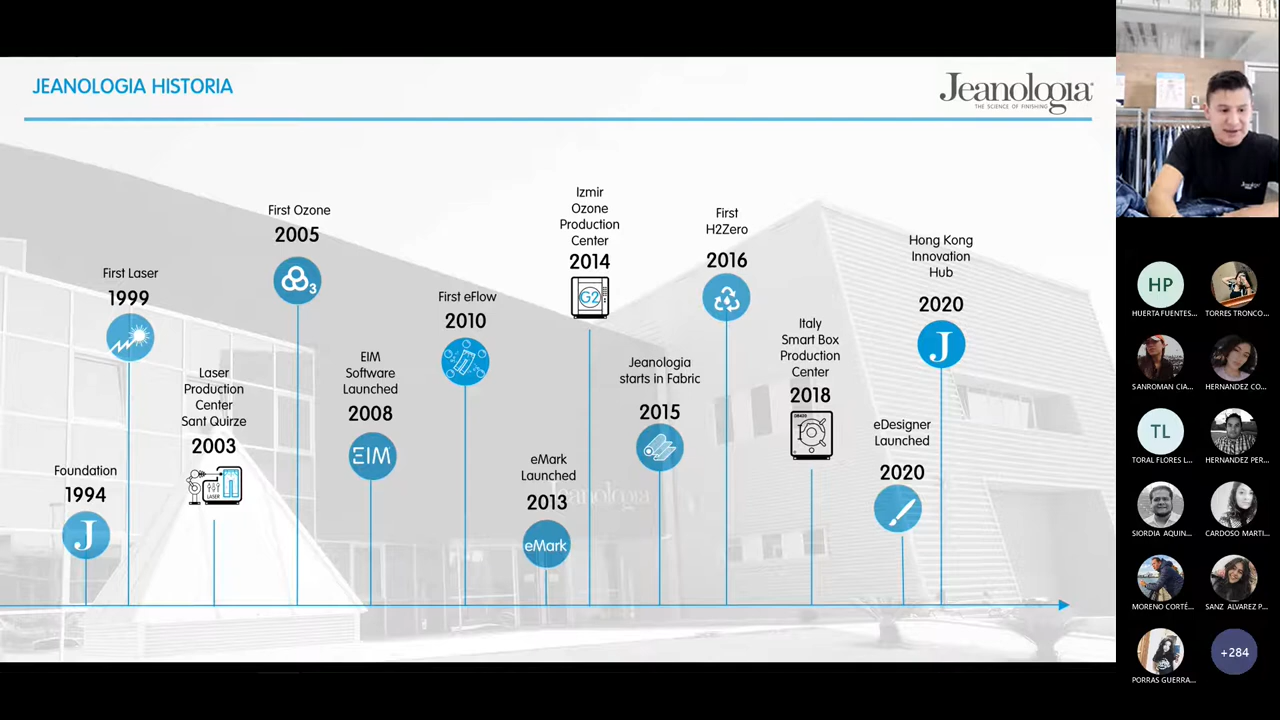 JEANOLOGIA HISTORIA
Jeanologia
THE SCIENCE OF FINISHING
Foundation
1994
J
First Laser
1999
Laser
Production
Center
Sant Quirze
2003
LASER
First Ozone
2005
3
EIM
Software
Launched
2008
EIM
First eFlow
2010
eMark
Launched
2013
eMark
Izmir
Ozone
Production
Center
2014
G2
Jeanologia
starts in Fabric
2015
First
H2Zero
2016
Italy
Smart Box
Production
Center
2018
eDesigner
Launched
2020
Hong Kong
Innovation
Hub
2020
J
Jeanologia
HP
HUERTA FUENTES...
TORRES TRONCO...
SANROMAN CIA...
HERNANDEZ CO...
TL
TORAL FLORES L...
HERNANDEZ PER...
SIORDIA AQUIN...
CARDOSO MARTI...
MORENO CORTÉ...
SANZ ALVAREZ P...
PORRAS GUERRA...
+284